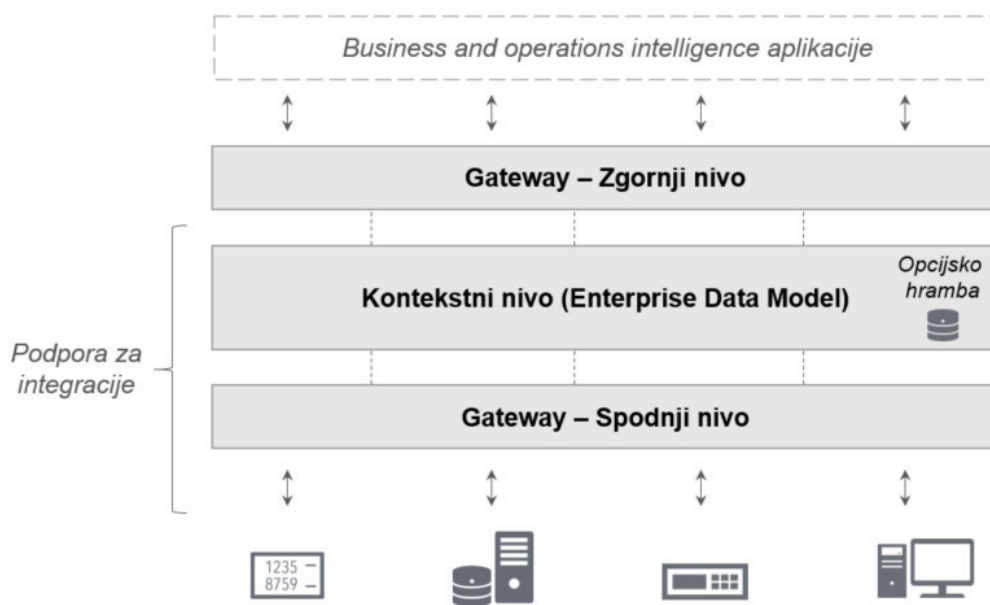 Business and operations intelligence aplikacije
Gateway – Zgornji nivo
Opcijsko
hramba
Kontekstni nivo (Enterprise Data Model)
Podpora za
integracije
Gateway – Spodnji nivo
1235
8759